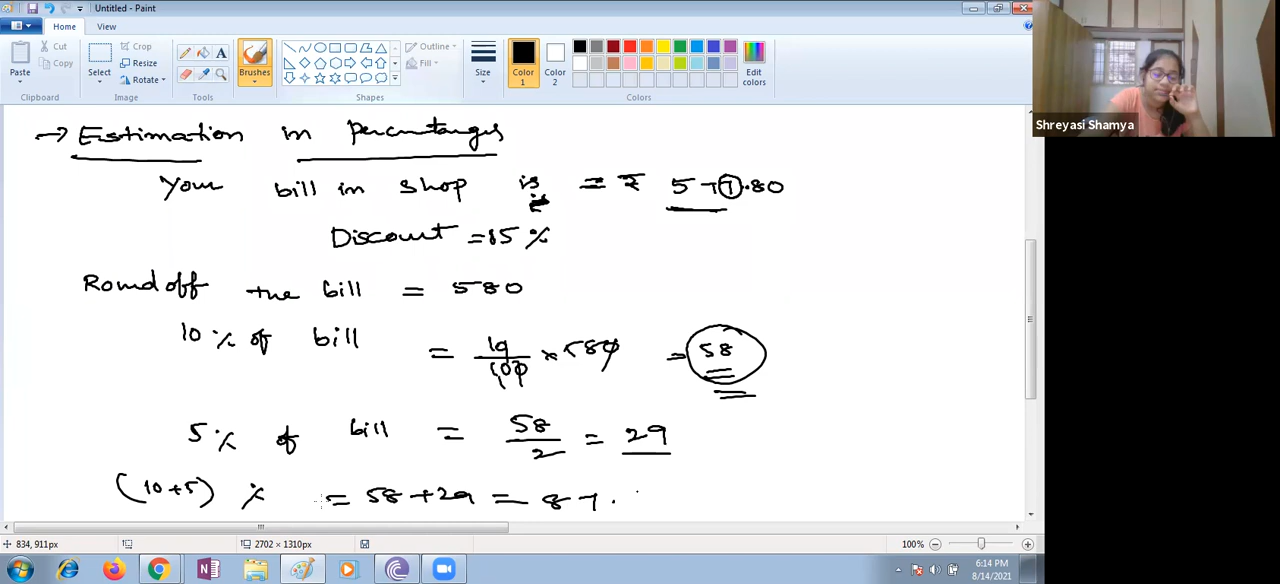 Untitled - Paint
Home View
Paste
Cut
Copy
Clipboard
Select
Crop
Resize
Rotate
Image
Tools
Brushes
Outline
Fill
Shapes
Size
Color 1
Color 2
Edit colors
Colors
Shreyasi Shamya
→ Estimation in percentanges
Your bill in shop is = ₹ 577.80
Discount = 15 %
Round off the bill = 580
10 % of bill = 10/100 × 580 = 58
5 % of bill = 58/2 = 29
(10+5) % = 58 + 29 = 87.
834, 911px
2702 × 1310px
100%
6:14 PM
8/14/2021